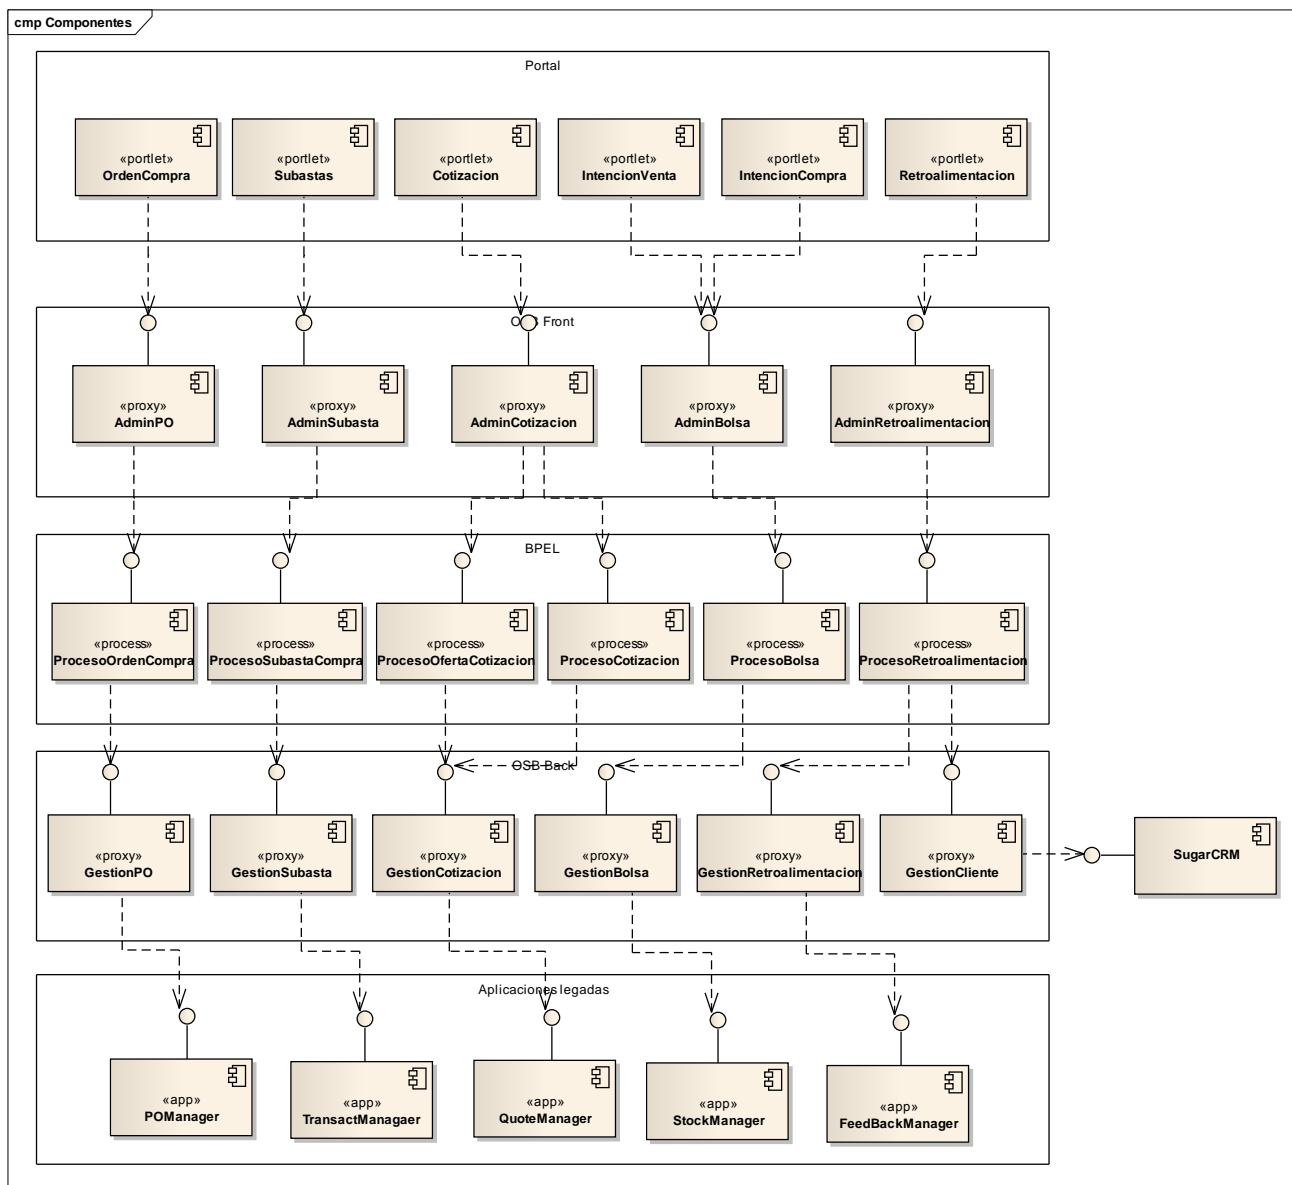 cmp Componentes
Portal
«portlet»
OrdenCompra
«portlet»
Subastas
«portlet»
Cotizacion
«portlet»
IntencionVenta
«portlet»
IntencionCompra
«portlet»
Retroalimentacion
Front
«proxy»
AdminPO
«proxy»
AdminSubasta
«proxy»
AdminCotizacion
«proxy»
AdminBolsa
«proxy»
AdminRetroalimentacion
BPEL
«process»
ProcesoOrdenCompra
«process»
ProcesoSubastaCompra
«process»
ProcesoOfertaCotizacion
«process»
ProcesoCotizacion
«process»
ProcesoBolsa
«process»
ProcesoRetroalimentacion
OSB Back
«proxy»
GestionPO
«proxy»
GestionSubasta
«proxy»
GestionCotizacion
«proxy»
GestionBolsa
«proxy»
GestionRetroalimentacion
«proxy»
GestionCliente
SugarCRM
Aplicaciones legadas
«app»
POManager
«app»
TransactManagaer
«app»
QuoteManager
«app»
StockManager
«app»
FeedBackManager